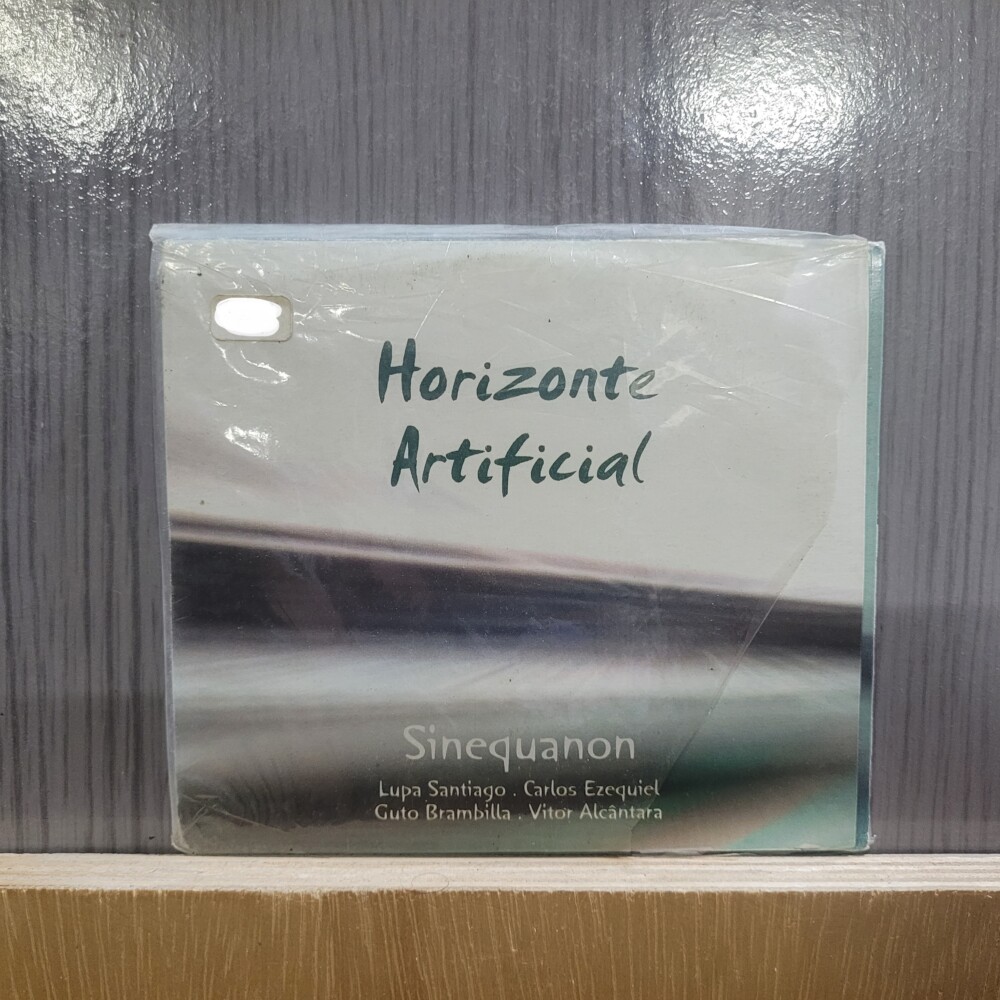 Horizonte
Artificial
Sinequanon
Lupa Santiago . Carlos Ezequiel
Guto Brambilla . Vitor Alcântara